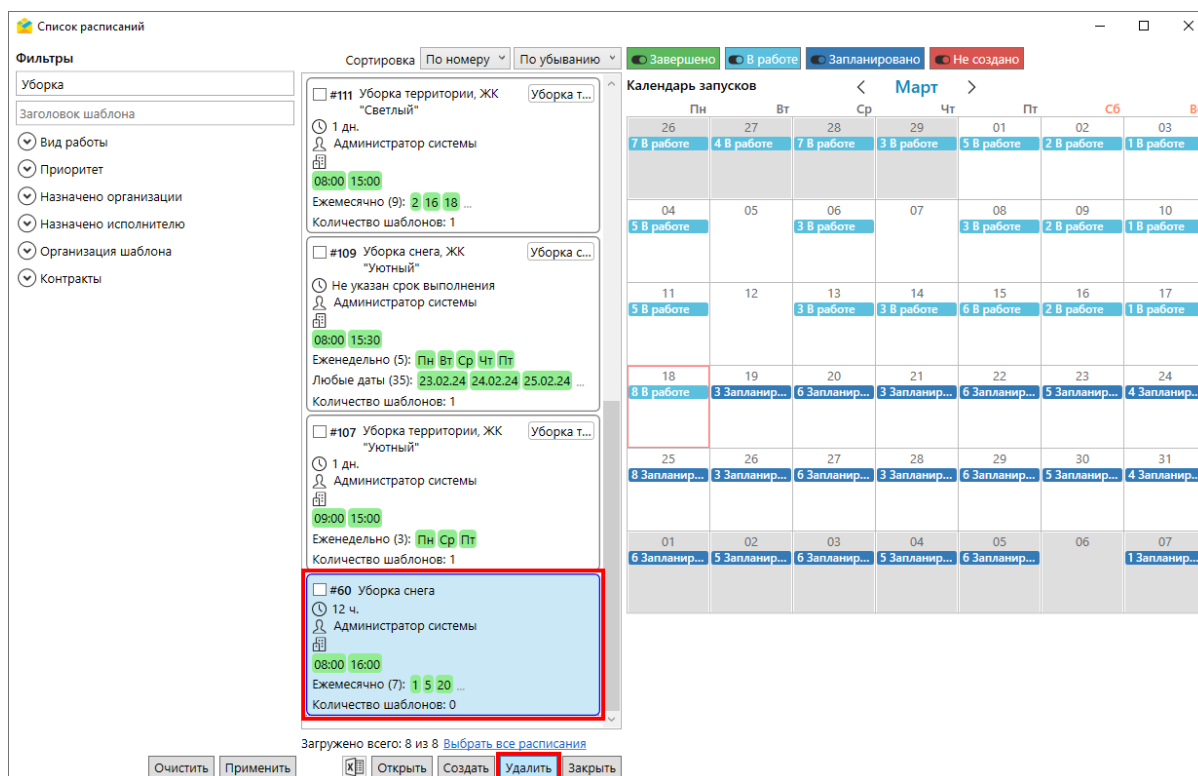 Список расписаний
Фильтры
Уборка
Заголовок шаблона
Вид работы
Приоритет
Назначено организации
Назначено исполнителю
Организация шаблона
Контракты
Очистить Применить
Сортировка По номеру По убыванию
#111 Уборка территории, ЖК Уборка т...
"Светлый"
1 дн.
Администратор системы
08:00 15:00
Ежемесячно (9): 2 16 18 ...
Количество шаблонов: 1
#109 Уборка снега, ЖК Уборка с...
"Уютный"
Не указан срок выполнения
Администратор системы
08:00 15:30
Еженедельно (5): Пн Вт Ср Чт Пт
Любые даты (35): 23.02.24 24.02.24 25.02.24 ...
Количество шаблонов: 1
#107 Уборка территории, ЖК Уборка т...
"Уютный"
1 дн.
Администратор системы
09:00 15:00
Еженедельно (3): Пн Ср Пт
Количество шаблонов: 1
#60 Уборка снега
12 ч.
Администратор системы
08:00 16:00
Ежемесячно (7): 1 5 20 ...
Количество шаблонов: 0
Загружено всего: 8 из 8 Выбрать все расписания
Открыть Создать Удалить Закрыть
Завершено В работе Запланировано Не создано
Календарь запусков < Март >
Пн Вт Ср Чт Пт Сб Вс
26 27 28 29 01 02 03
7 В работе 4 В работе 7 В работе 3 В работе 5 В работе 2 В работе 1 В работе
04 05 06 07 08 09 10
5 В работе 3 В работе 3 В работе 2 В работе 1 В работе
11 12 13 14 15 16 17
5 В работе 3 В работе 3 В работе 6 В работе 2 В работе 1 В работе
18 19 20 21 22 23 24
8 В работе 3 Запланир... 6 Запланир... 3 Запланир... 6 Запланир... 5 Запланир... 4 Запланир...
25 26 27 28 29 30 31
8 Запланир... 3 Запланир... 6 Запланир... 3 Запланир... 6 Запланир... 5 Запланир... 4 Запланир...
01 02 03 04 05 06 07
6 Запланир... 5 Запланир... 6 Запланир... 5 Запланир... 6 Запланир... 1 Запланир...